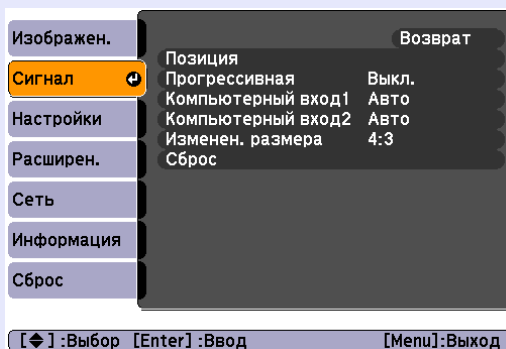 Изображен.
Сигнал
Настройки
Расширен.
Сеть
Информация
Сброс
Возврат
Позиция
Прогрессивная Выкл.
Компьютерный вход1 Авто
Компьютерный вход2 Авто
Изменен. размера 4:3
Сброс
[◆] :Выбор [Enter] :Ввод [Menu]:Выход